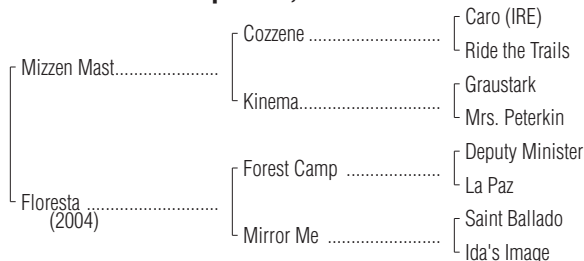 Caro (IRE)
Cozzene ........................
Ride the Trails
Mizzen Mast.......................
Graustark
Kinema................................
Mrs. Peterkin
Deputy Minister
Forest Camp .....................
La Paz
Floresta .............................
(2004)
Saint Ballado
Mirror Me .........................
Ida's Image